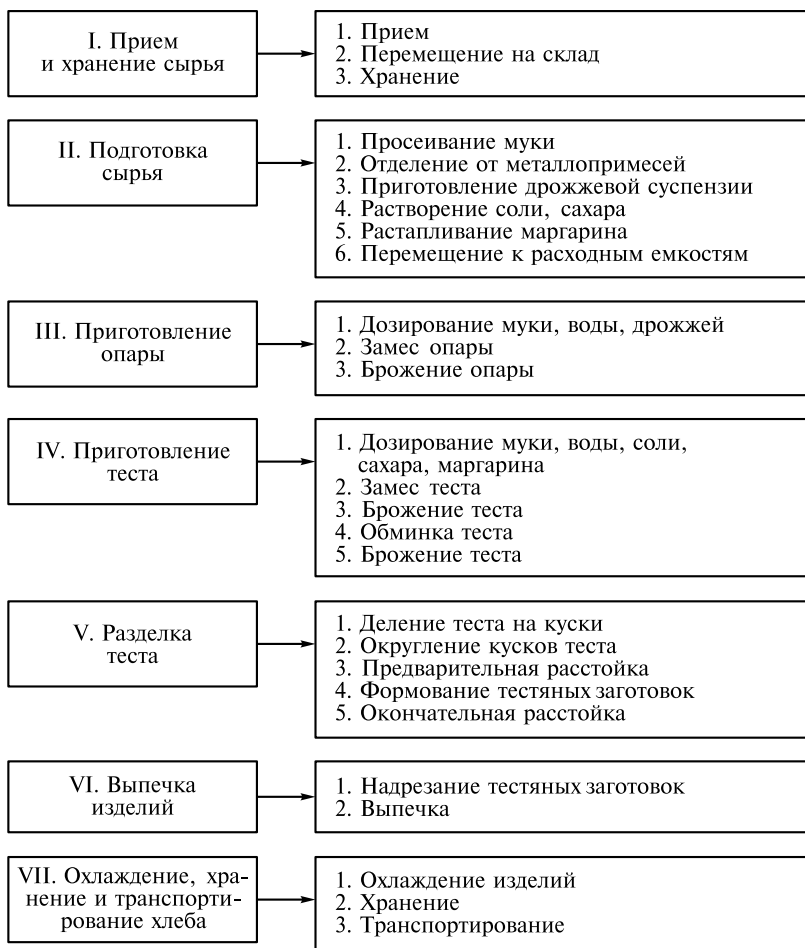 I. Прием
и хранение сырья
1. Прием
2. Перемещение на склад
3. Хранение
II. Подготовка
сырья
1. Просеивание муки
2. Отделение от металлопримесей
3. Приготовление дрожжевой суспензии
4. Растворение соли, сахара
5. Растапливание маргарина
6. Перемещение к расходным емкостям
III. Приготовление
опары
1. Дозирование муки, воды, дрожжей
2. Замес опары
3. Брожение опары
IV. Приготовление
теста
1. Дозирование муки, воды, соли,
сахара, маргарина
2. Замес теста
3. Брожение теста
4. Обминка теста
5. Брожение теста
V. Разделка
теста
1. Деление теста на куски
2. Округление кусков теста
3. Предварительная расстойка
4. Формование тестяных заготовок
5. Окончательная расстойка
VI. Выпечка
изделий
1. Надрезание тестяных заготовок
2. Выпечка
VII. Охлаждение, хра-
нение и транспорти-
рование хлеба
1. Охлаждение изделий
2. Хранение
3. Транспортирование